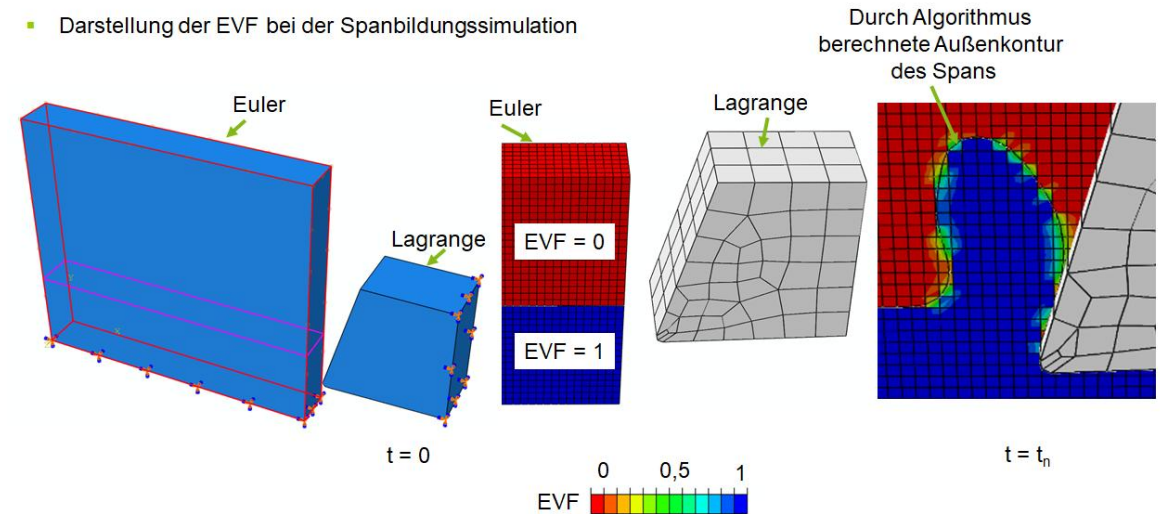 Darstellung der EVF bei der Spanbildungssimulation
Durch Algorithmus
berechnete Außenkontur
des Spans
Euler
Euler
Lagrange
Lagrange
EVF = 0
EVF = 1
x
t = 0
t = tₙ
0 0,5 1
EVF